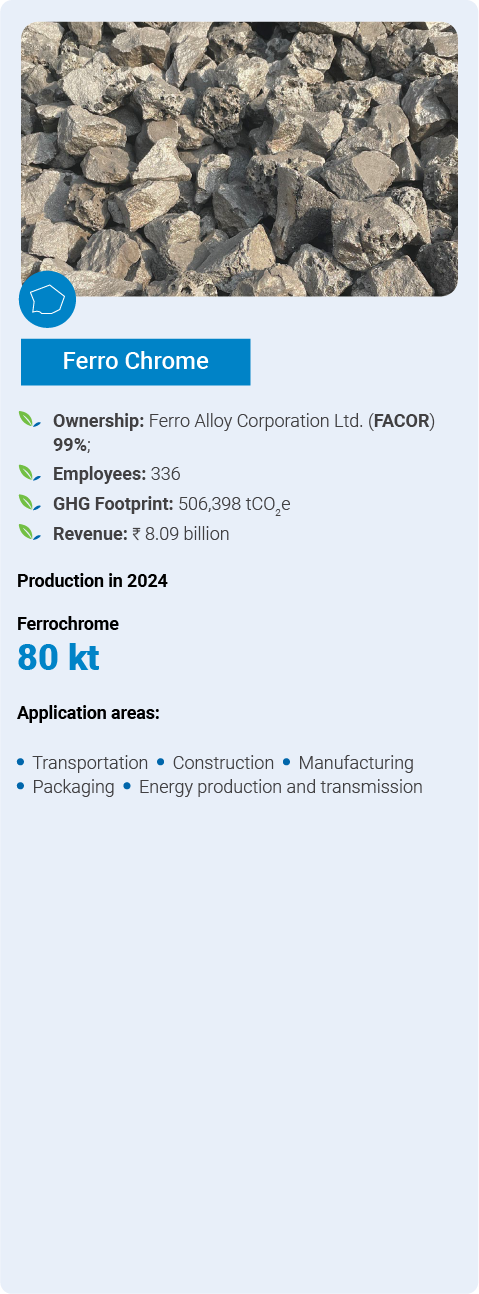 Ferro Chrome
Ownership: Ferro Alloy Corporation Ltd. (FACOR)
99%;
Employees: 336
GHG Footprint: 506,398 tCO₂e
Revenue: ₹ 8.09 billion
Production in 2024
Ferrochrome
80 kt
Application areas:
• Transportation • Construction • Manufacturing
• Packaging • Energy production and transmission